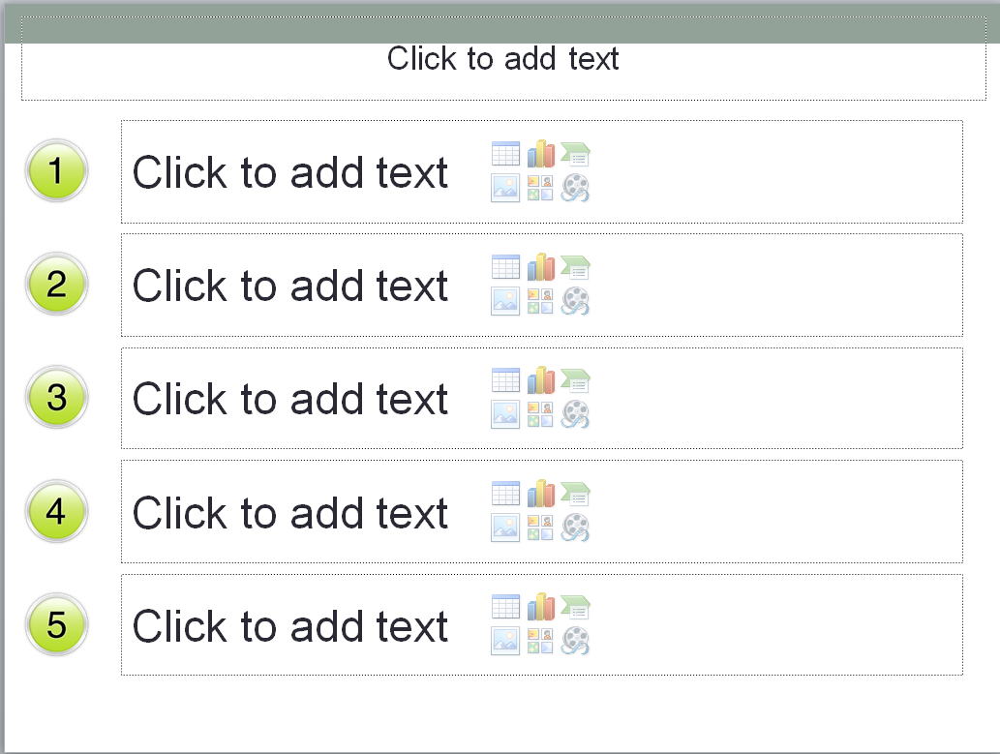 Click to add text
1 Click to add text
2 Click to add text
3 Click to add text
4 Click to add text
5 Click to add text